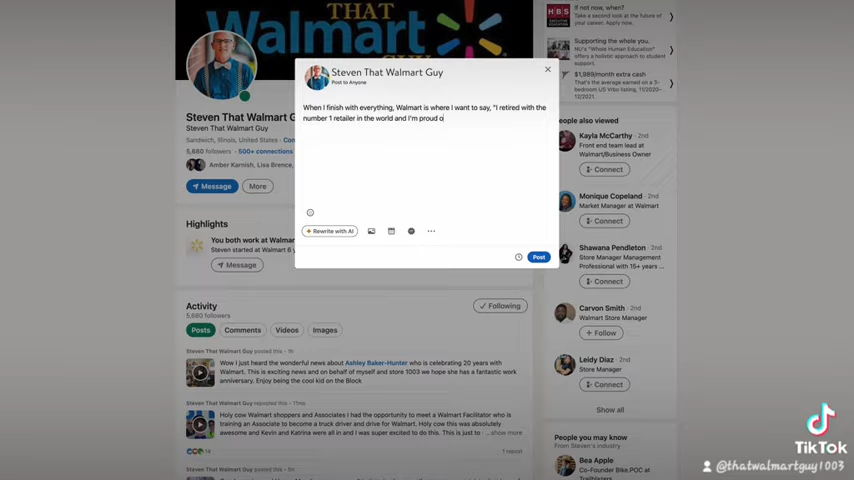 THAT
Walmart
Steven That Walmart G
Steven That Walmart Guy
Sandwich, Illinois, United States · Con
5,680 followers · 500+ connections
Amber Karnish, Lisa Brence,
Message
More
Highlights
You both work at Walmar
Steven started at Walmart 6 y
Message
Activity
5,680 followers
Following
Posts
Comments
Videos
Images
Steven That Walmart Guy posted this · 1h
Wow I just heard the wonderful news about Ashley Baker-Hunter who is celebrating 20 years with
Walmart. This is exciting news and on behalf of myself and store 1003 we hope she has a fantastic work
anniversary, Enjoy being the cool kid on the Block
Steven That Walmart Guy reposted this · 11mo
Holy cow Walmart shoppers and Associates I had the opportunity to meet a Walmart Facilitator who is
training an Associate to become a truck driver and drive for Walmart. Holy cow this was absolutely
awesome and Kevin and Katrina were all in and I was super excited to do this. This is just to · ...show more
14
1 repost
Steven That Walmart Guy posted this · 5h
Steven That Walmart Guy
Post to Anyone
When I finish with everything, Walmart is where I want to say, "I retired with the
number 1 retailer in the world and I'm proud o
Rewrite with AI
Post
HBS
If not now, when?
Take a second look at the future of
your career. Apply now.
Supporting the whole you.
NU's "Whole Human Education"
offers a holistic approach to student
support.
$1,989/month extra cash
That's the average earned on a
3-bedroom US Vrbo listing, 11/2020-
11/2021.
eople also viewed
Kayla McCarthy · 2nd
Front end team lead at
Walmart/Business Owner
Connect
Monique Copeland · 2nd
Market Manager at Walmart
Connect
Shawana Pendleton · 2nd
Store Manager Management
Professional with 15+ years ...
Connect
Carvon Smith · 2nd
Walmart Store Manager
+ Follow
Leidy Diaz · 2nd
Store Manager
Connect
Show all
People you may know
From Steven's industry
Bea Apple
Co-Founder Bike.POC at
Trailblazers
TikTok
@thatwalmartguy1003